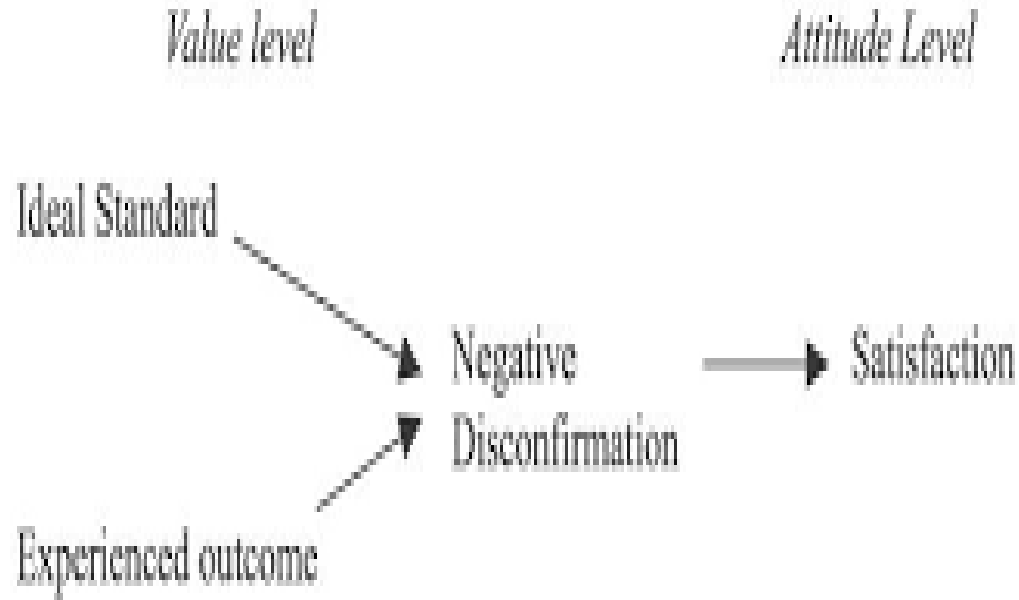 Value level
Attitude Level
Ideal Standard
Negative
Disconfirmation
Satisfaction
Experienced outcome